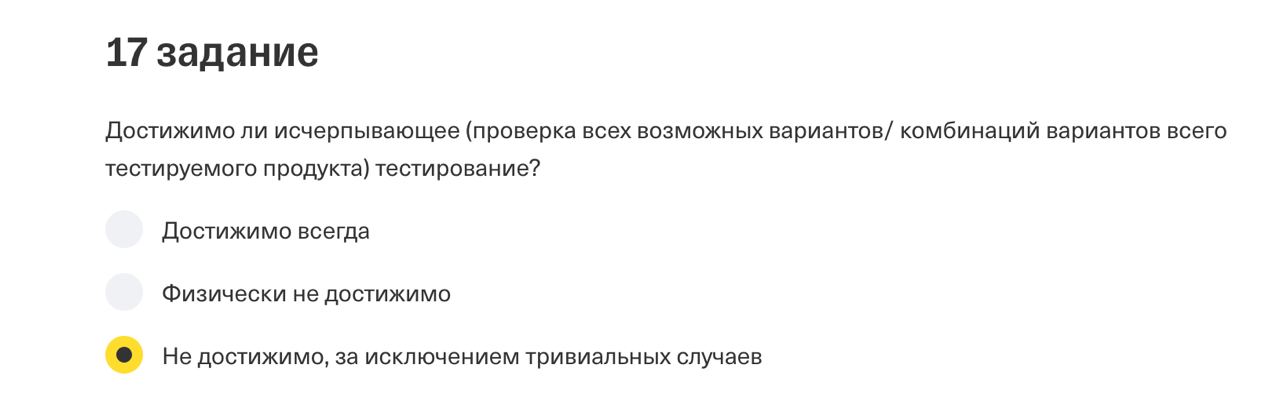 17 задание
Достижимо ли исчерпывающее (проверка всех возможных вариантов/ комбинаций вариантов всего
тестируемого продукта) тестирование?
Достижимо всегда
Физически не достижимо
Не достижимо, за исключением тривиальных случаев